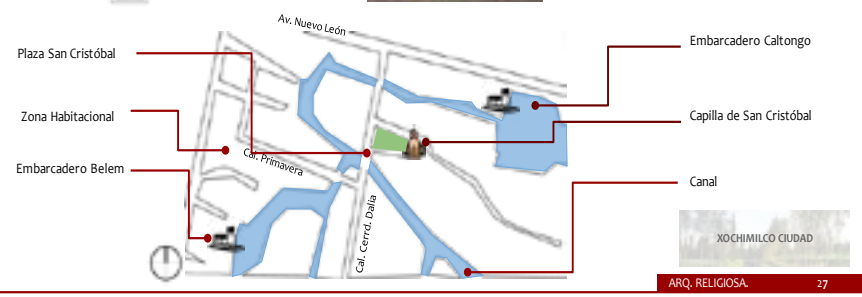 Av. Nuevo León
Plaza San Cristóbal
Zona Habitacional
Embarcadero Belem
Cal. Primavera
Cal. Cerrd. Dalia
Embarcadero Caltongo
Capilla de San Cristóbal
Canal
XOCHIMILCO CIUDAD
ARQ. RELIGIOSA. 27